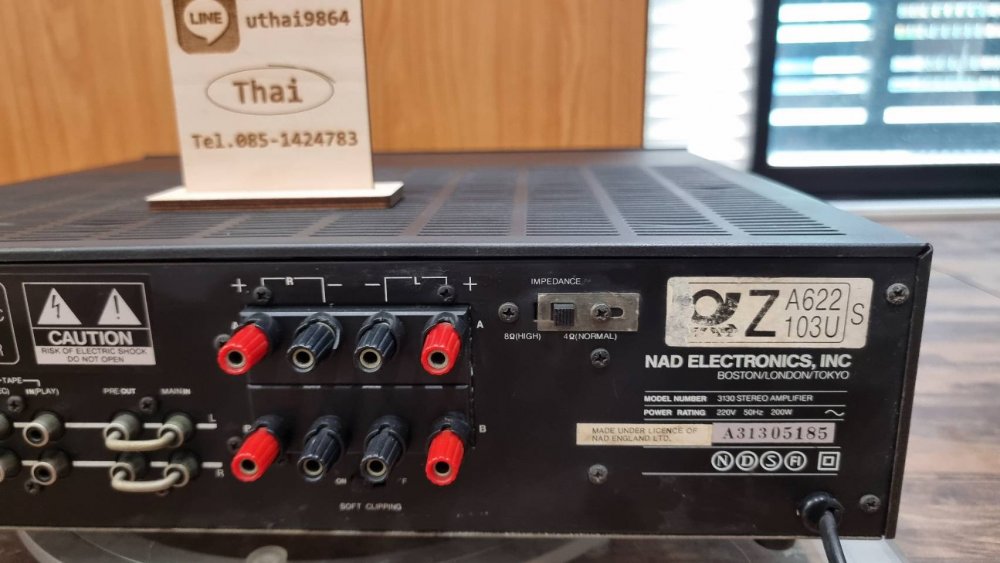 LINE
uthai9864
Thai
Tel.085-1424783
CAUTION
RISK OF ELECTRIC SHOCK
DO NOT OPEN
+ R − − L +
A A
B
IMPEDANCE
8Ω(HIGH) 4Ω(NORMAL)
Z A622 S
103U
NAD ELECTRONICS, INC
BOSTON/LONDON/TOKYO
MODEL NUMBER 3130 STEREO AMPLIFIER
POWER RATING 220V 50Hz 200W
MADE UNDER LICENCE OF
NAD ENGLAND LTD.
A31305185
N D S FI
TAPE
IN(PLAY) PRE OUT MAIN IN
L
R
ON
SOFT CLIPPING